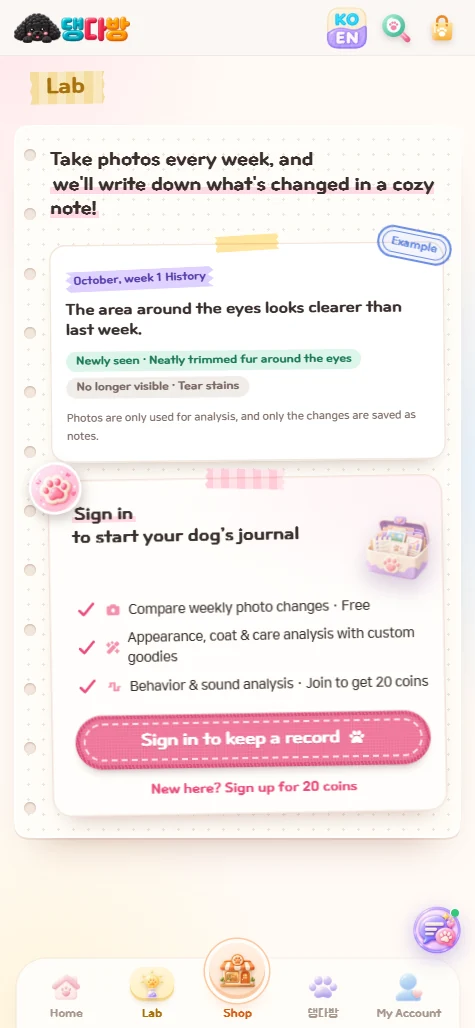 댕다방
KO
EN
Lab
Take photos every week, and
we'll write down what's changed in a cozy
note!
Example
October, week 1 History
The area around the eyes looks clearer than
last week.
Newly seen · Neatly trimmed fur around the eyes
No longer visible · Tear stains
Photos are only used for analysis, and only the changes are saved as
notes.
Sign in
to start your dog's journal
Compare weekly photo changes · Free
Appearance, coat & care analysis with custom
goodies
Behavior & sound analysis · Join to get 20 coins
Sign in to keep a record
New here? Sign up for 20 coins
Home
Lab
Shop
댕다방
My Account